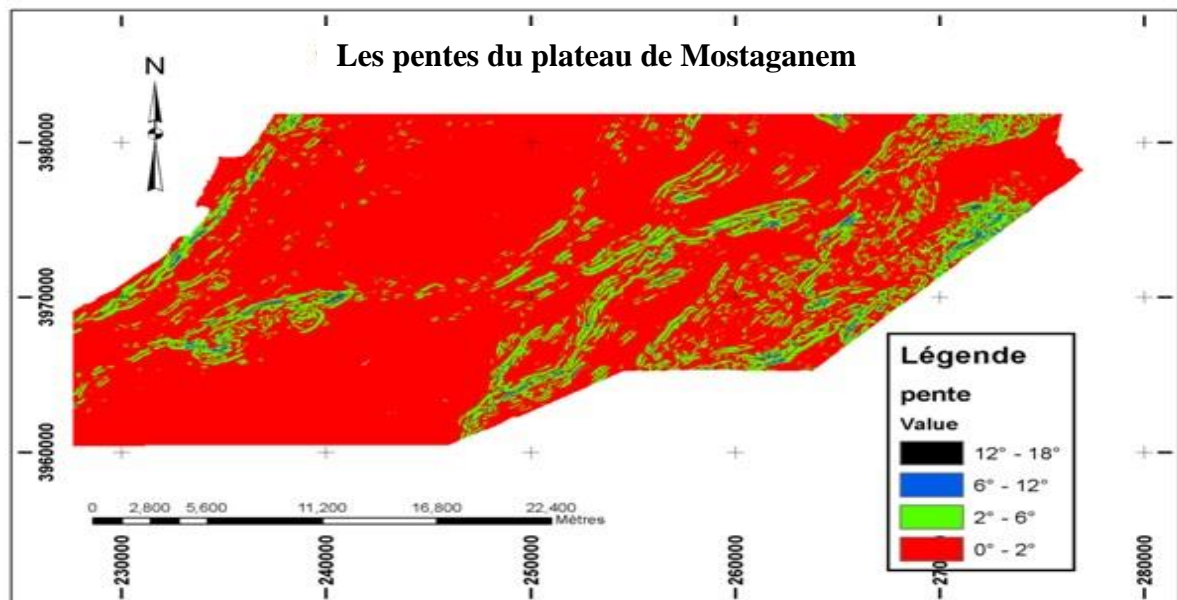 Les pentes du plateau de Mostaganem
N
3980000
3970000
3960000
Légende
pente
Value
12° - 18°
6° - 12°
2° - 6°
0° - 2°
0 2,800 5,600 11,200 16,800 22,400
Mètres
230000 240000 250000 260000 270000 280000